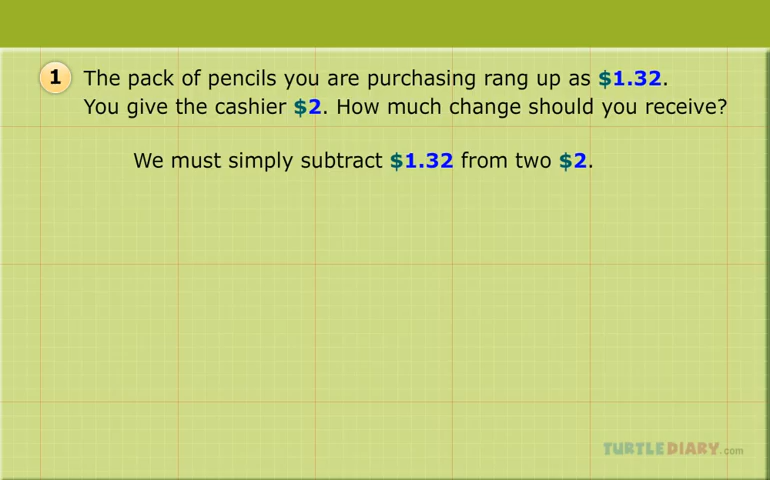 1 The pack of pencils you are purchasing rang up as $1.32.
You give the cashier $2. How much change should you receive?
We must simply subtract $1.32 from two $2.
TURTLEDIARY.com